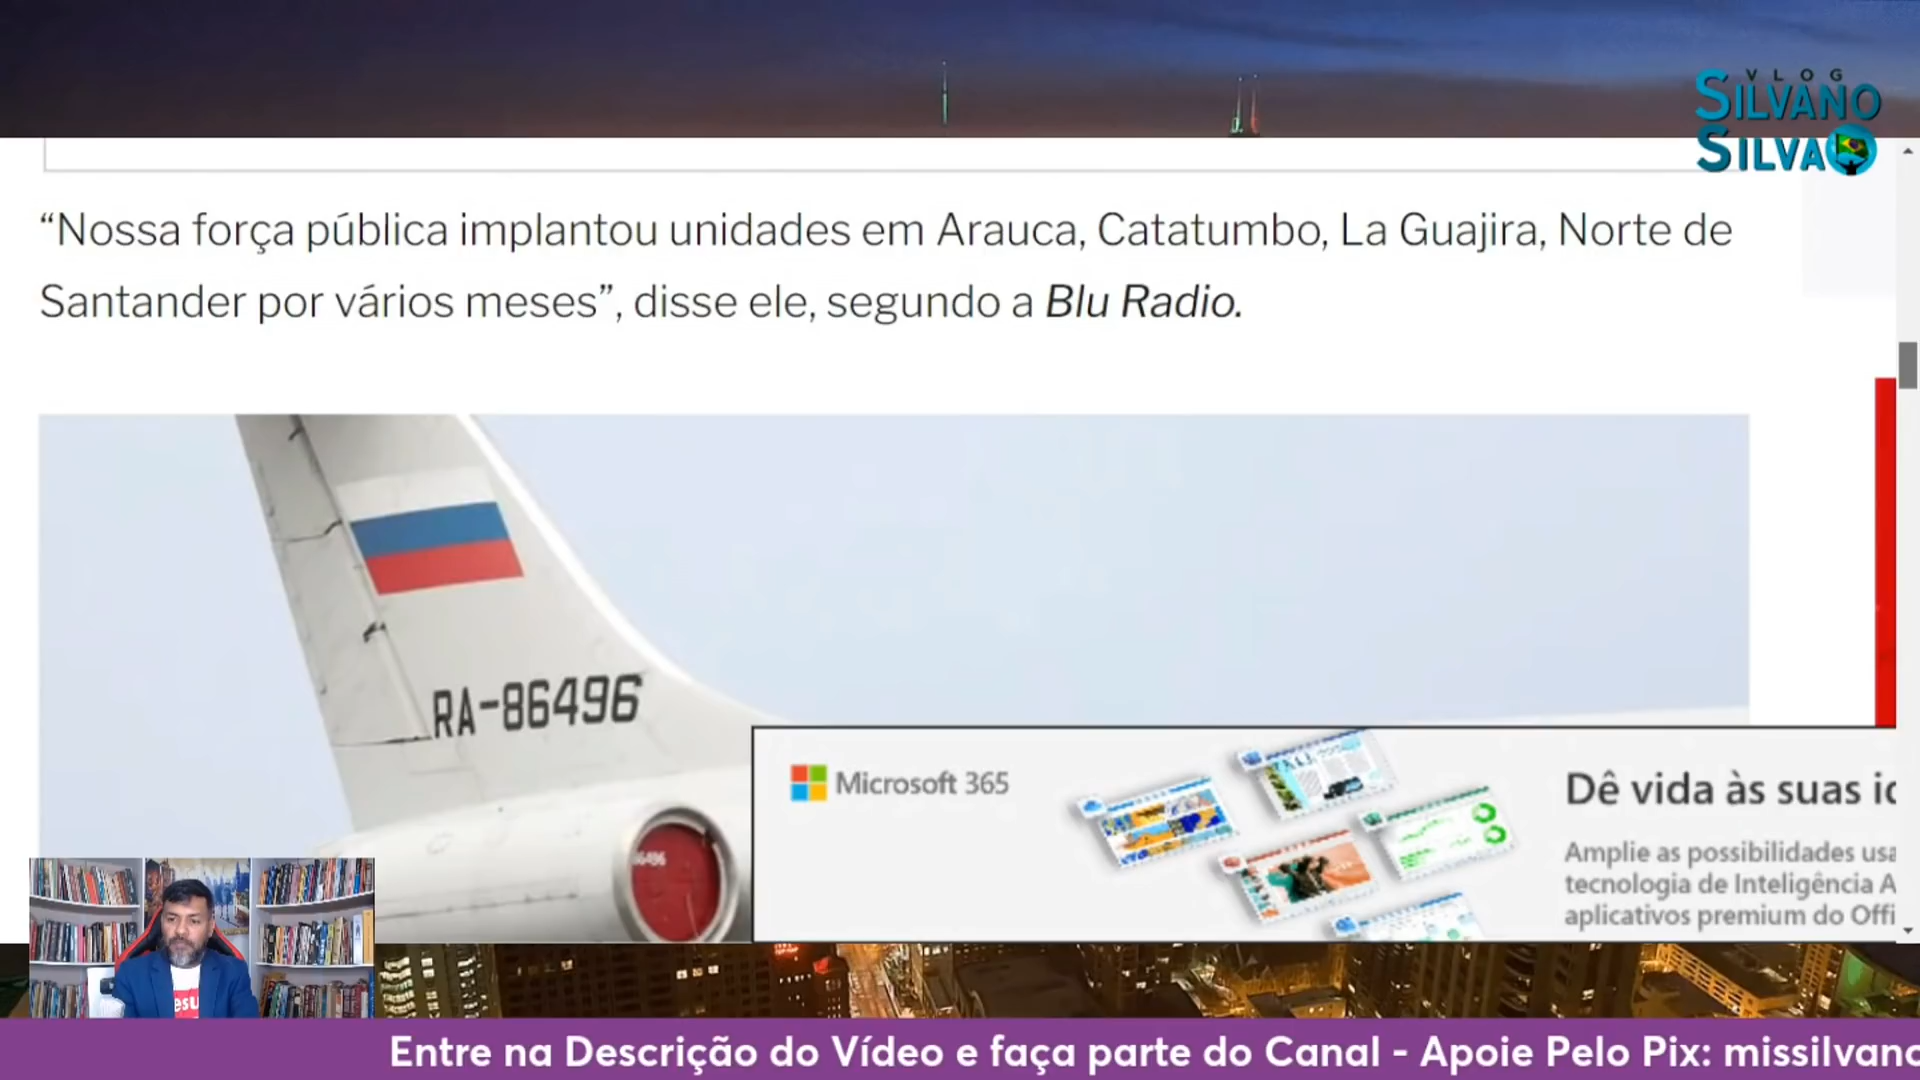 VLOG
SILVANO
SILVA
“Nossa força pública implantou unidades em Arauca, Catatumbo, La Guajira, Norte de
Santander por vários meses”, disse ele, segundo a Blu Radio.
RA-86496
86496
Microsoft 365
Dê vida às suas
Amplie as possibilidades
tecnologia de Inteligência A
aplicativos premium do Offi
esu
Entre na Descrição do Vídeo e faça parte do Canal - Apoie Pelo Pix: missilvano